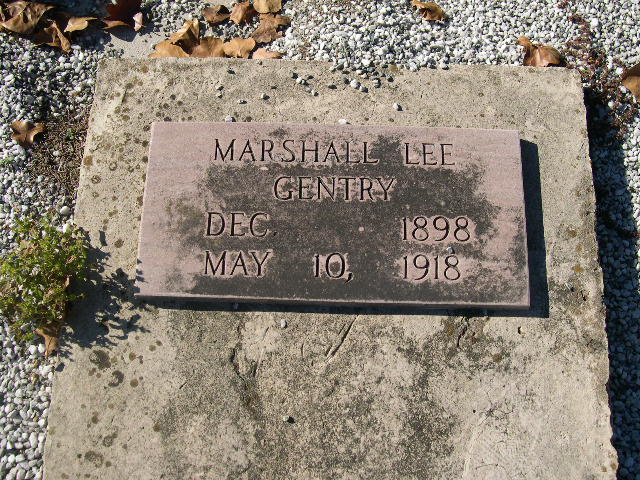 MARSHALL LEE
GENTRY
DEC. 1898
MAY 10, 1918